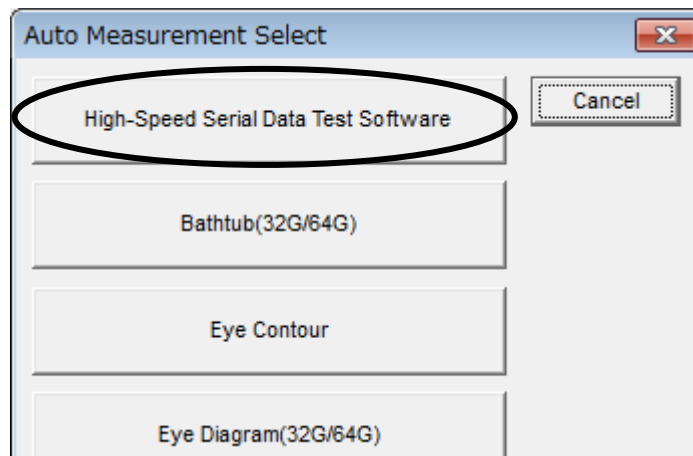 Auto Measurement Select
High-Speed Serial Data Test Software
Cancel
Bathtub(32G/64G)
Eye Contour
Eye Diagram(32G/64G)